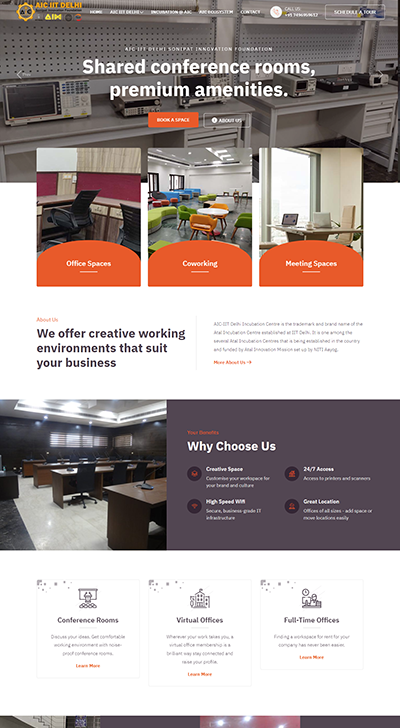 AIC IIT DELHI
HOME
AIC IIT DELHI
INCUBATION @ AIC
AIM ECOSYSTEM
CONTACT
CALL US
SCHEDULE A TOUR
AIM
AIC IIT DELHI SONIPAT INNOVATION FOUNDATION
Shared conference rooms,
premium amenities.
BOOK A SPACE
ABOUT US
Office Spaces
Coworking
Meeting Spaces
About Us
We offer creative working
environments that suit
your business
AIC IIT Delhi Incubation Centre is the trademark and brand name of the
Atal Incubation Centre established at IIT Delhi. It is one among the
several Atal Incubation Centres that is being established in the country
and funded by Atal Innovation Mission set up by NITI Aayog.
More About Us →
Your Benefits
Why Choose Us
Creative Space
Customise your workspace for
your brand and culture
24/7 Access
Access to printers and scanners
High Speed Wifi
Secure, business-grade IT
infrastructure
Great Location
Offices of all sizes - add space or
move locations easily
Conference Rooms
Discuss your ideas. Get comfortable
working environment with noise-
proof conference rooms.
Learn More
Virtual Offices
Wherever your work takes you, a
virtual office membership is a
brilliant way stay connected and
raise your profile.
Learn More
Full-Time Offices
Finding a workspace for rent for your
company has never been easier.
Learn More